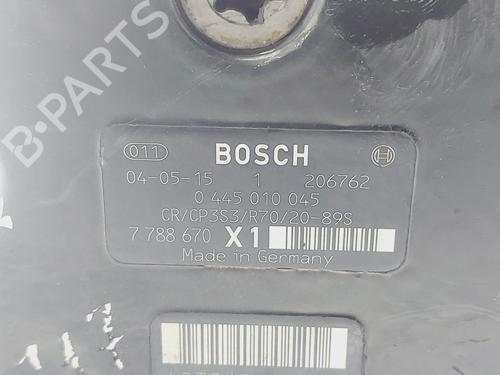 B-PARTS
011 BOSCH
04-05-15 1 206762
0 445 010 045
CR/CP3S3/R70/20-89S
7 788 670 X1
Made in Germany